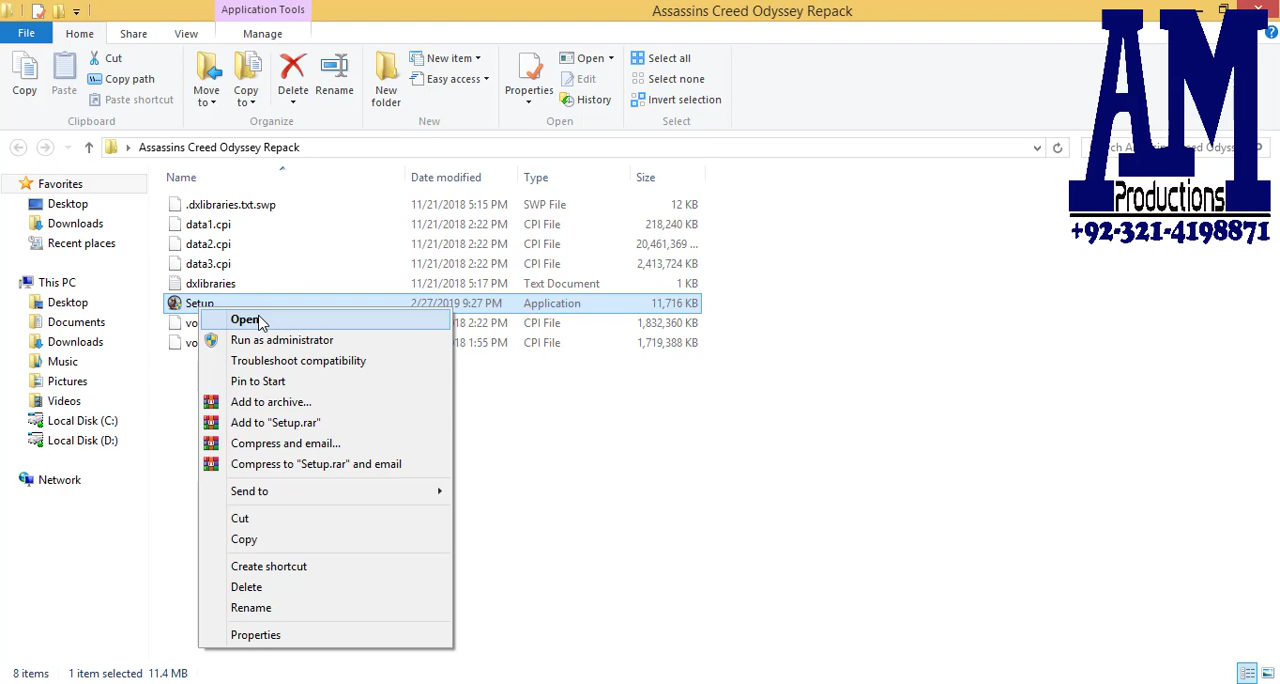 Application Tools
Assassins Creed Odyssey Repack
File
Home
Share
View
Manage
Copy
Paste
Cut
Copy path
Paste shortcut
Clipboard
Move to
Copy to
Delete
Rename
Organize
New folder
New item
Easy access
New
Properties
Open
Edit
History
Open
Select all
Select none
Invert selection
Select
AM
Productions
+92-321-4198871
Assassins Creed Odyssey Repack
Name
Date modified
Type
Size
Favorites
Desktop
Downloads
Recent places
This PC
Desktop
Documents
Downloads
Music
Pictures
Videos
Local Disk (C:)
Local Disk (D:)
Network
.dxlibraries.txt.swp 11/21/2018 5:15 PM SWP File 12 KB
data1.cpi 11/21/2018 2:22 PM CPI File 218,240 KB
data2.cpi 11/21/2018 2:22 PM CPI File 20,461,369 ...
data3.cpi 11/21/2018 2:22 PM CPI File 2,413,724 KB
dxlibraries 11/21/2018 5:17 PM Text Document 1 KB
Setup 2/27/2019 9:27 PM Application 11,716 KB
2:22 PM CPI File 1,832,360 KB
1:55 PM CPI File 1,719,388 KB
Open
Run as administrator
Troubleshoot compatibility
Pin to Start
Add to archive...
Add to "Setup.rar"
Compress and email...
Compress to "Setup.rar" and email
Send to
Cut
Copy
Create shortcut
Delete
Rename
Properties
8 items 1 item selected 11.4 MB